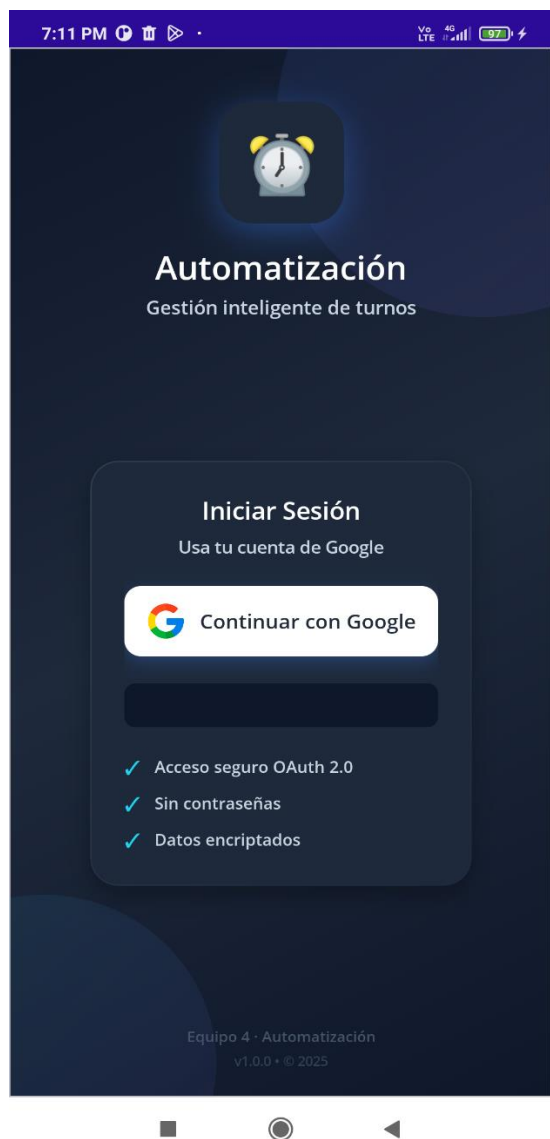 7:11 PM
Vo LTE 4G 97
Automatización
Gestión inteligente de turnos
Iniciar Sesión
Usa tu cuenta de Google
Continuar con Google
✓ Acceso seguro OAuth 2.0
✓ Sin contraseñas
✓ Datos encriptados
Equipo 4 · Automatización
v1.0.0 • © 2025